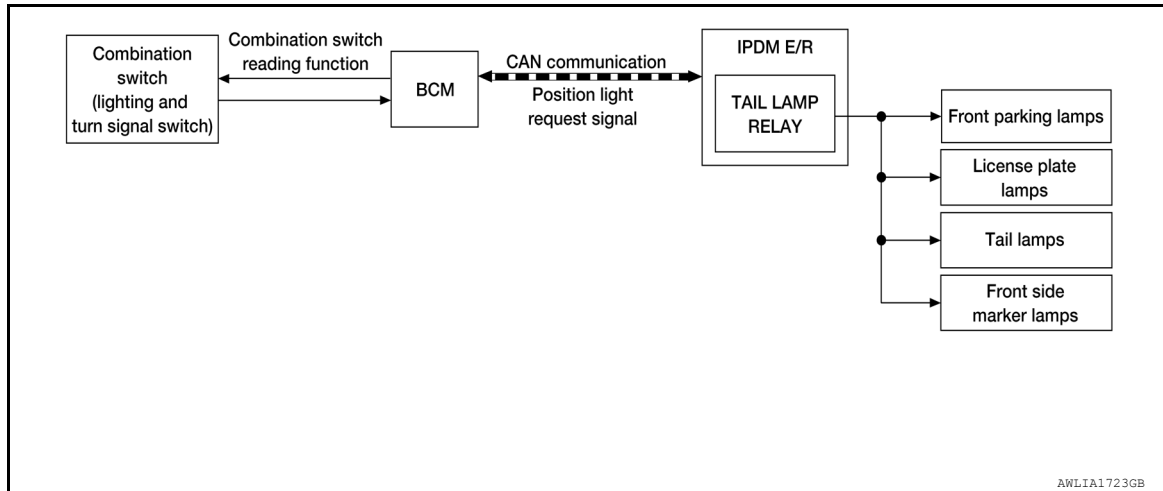 Combination
switch
(lighting and
turn signal switch)
Combination switch
reading function
BCM
CAN communication
Position light
request signal
IPDM E/R
TAIL LAMP
RELAY
Front parking lamps
License plate
lamps
Tail lamps
Front side
marker lamps
AWLIA1723GB